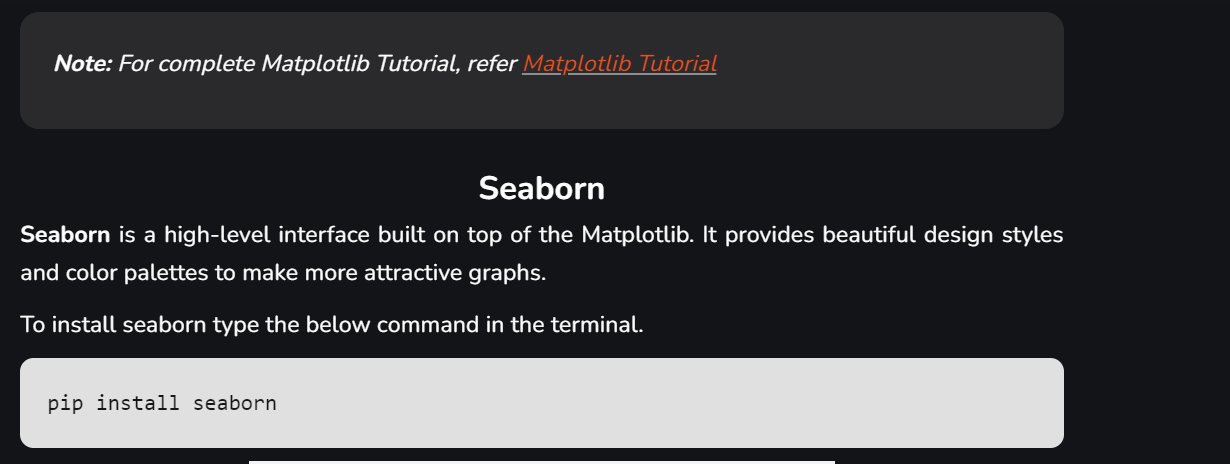 Note: For complete Matplotlib Tutorial, refer Matplotlib Tutorial
Seaborn
Seaborn is a high-level interface built on top of the Matplotlib. It provides beautiful design styles
and color palettes to make more attractive graphs.
To install seaborn type the below command in the terminal.
pip install seaborn